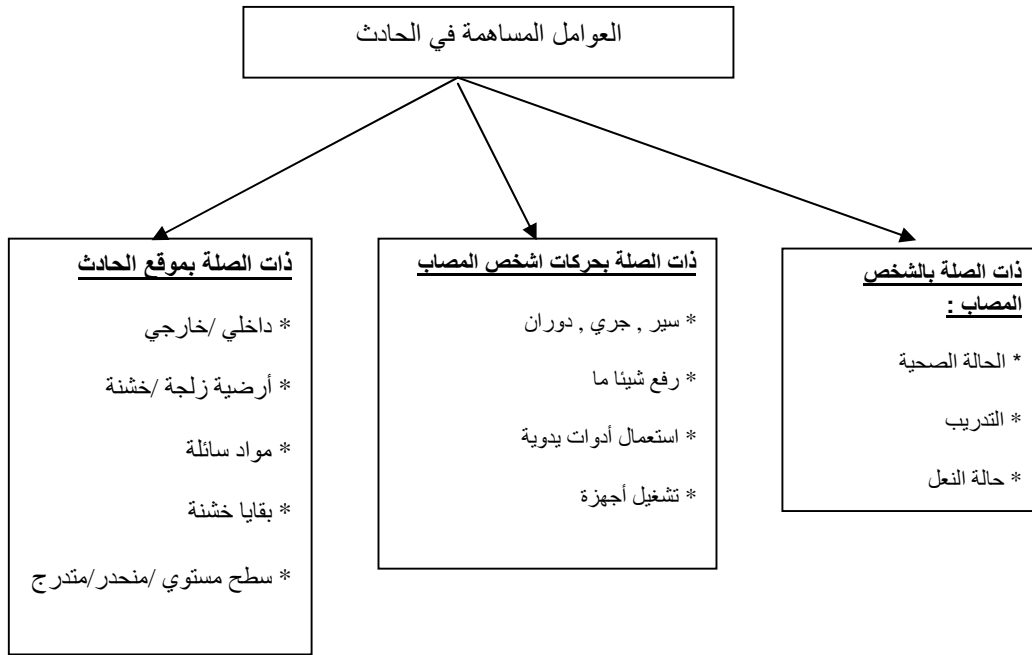 العوامل المساهمة في الحادث
ذات الصلة بالشخص
المصاب :
* الحالة الصحية
* التدريب
* حالة النعل
ذات الصلة بحركات اشخص المصاب
* سير , جري , دوران
* رفع شيئا ما
* استعمال أدوات يدوية
* تشغيل أجهزة
ذات الصلة بموقع الحادث
* داخلي /خارجي
* أرضية زلجة /خشنة
* مواد سائلة
* بقايا خشنة
* سطح مستوي /منحدر/متدرج